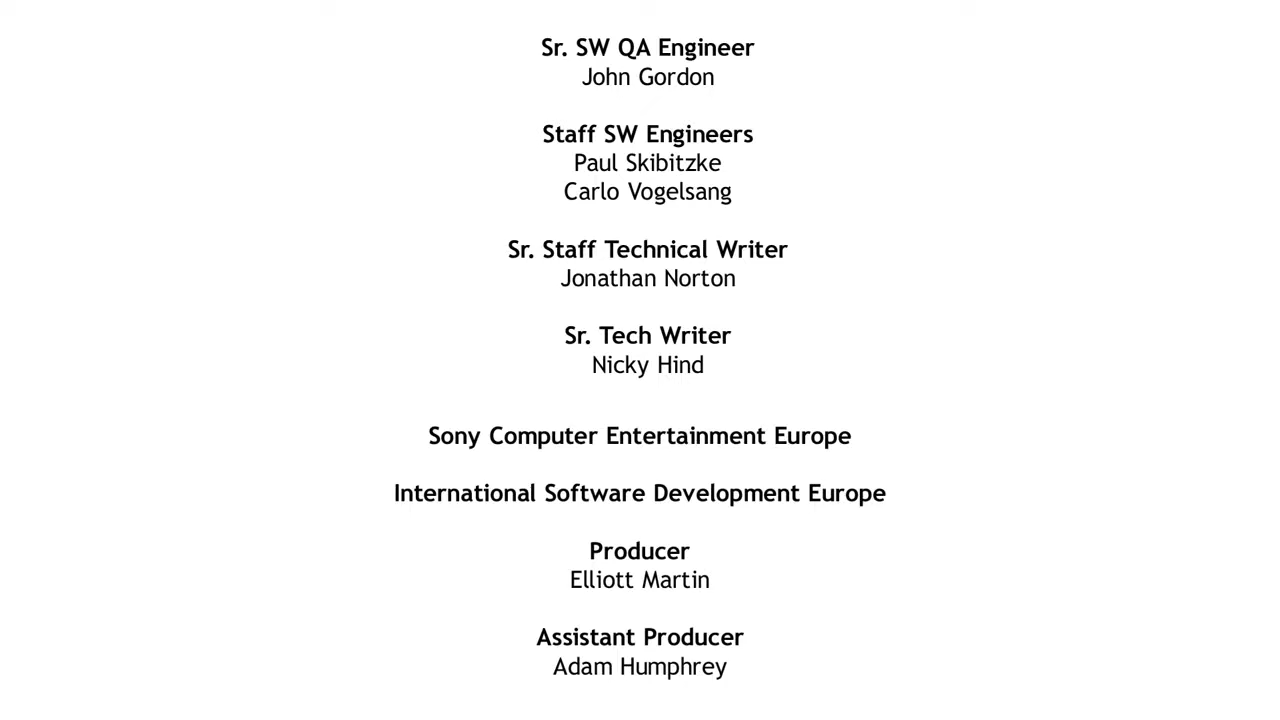 Sr. SW QA Engineer
John Gordon
Staff SW Engineers
Paul Skibitzke
Carlo Vogelsang
Sr. Staff Technical Writer
Jonathan Norton
Sr. Tech Writer
Nicky Hind
Sony Computer Entertainment Europe
International Software Development Europe
Producer
Elliott Martin
Assistant Producer
Adam Humphrey